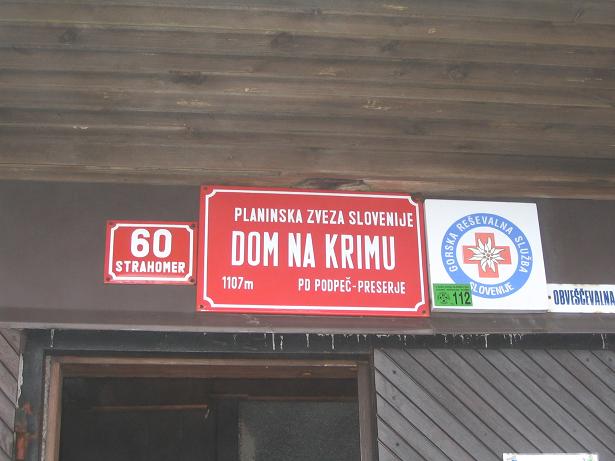 60
STRAHOMER
PLANINSKA ZVEZA SLOVENIJE
DOM NA KRIMU
1107m PD PODPEČ-PRESERJE
GORSKA REŠEVALNA SLUŽBA
SLOVENIJE
112
OBVEŠČEVALNA